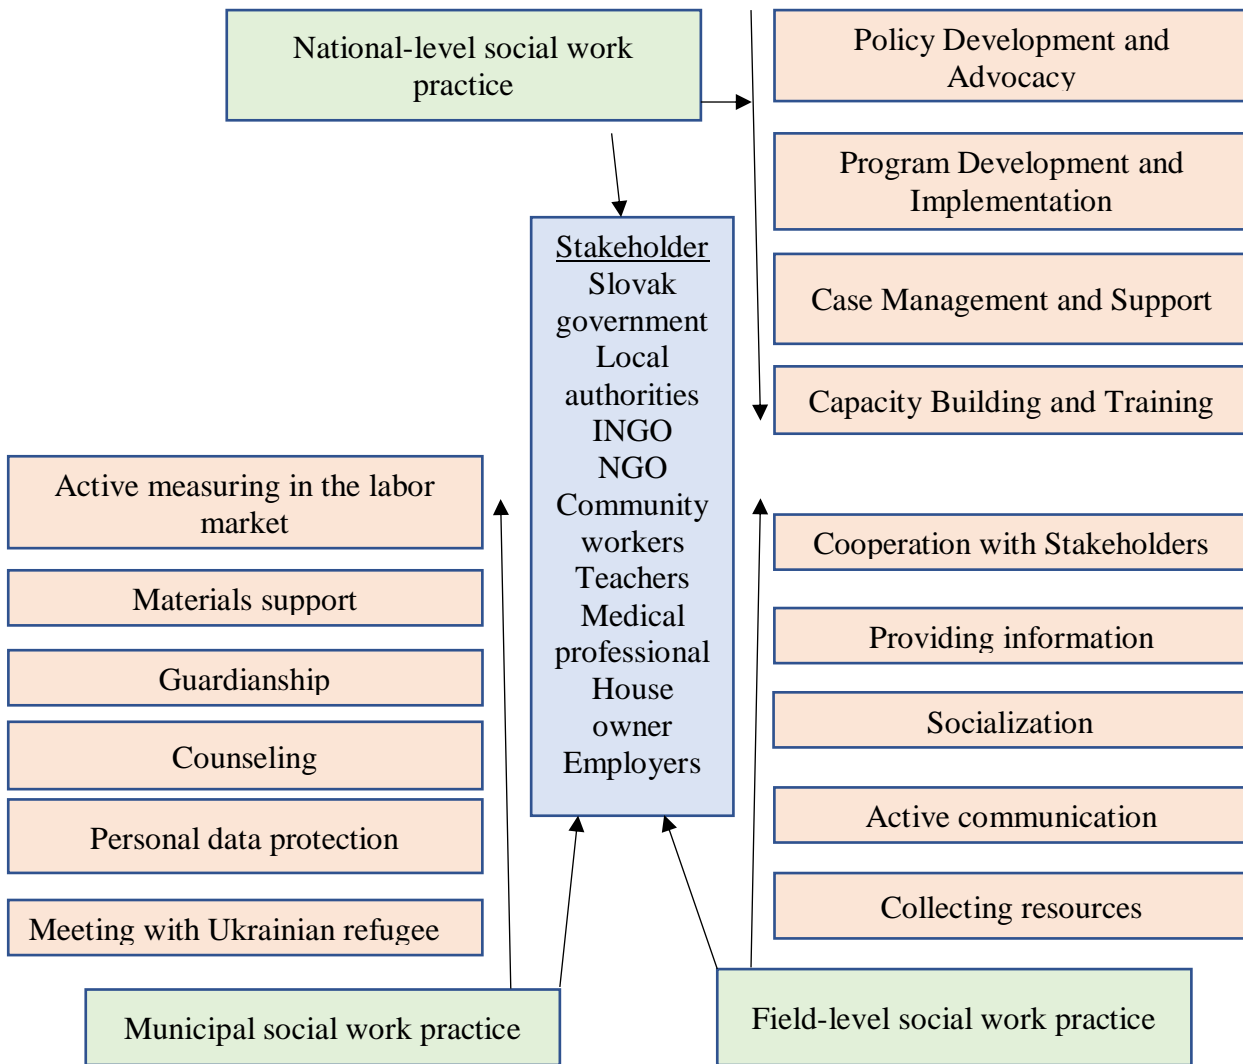 National-level social work
practice
Policy Development and
Advocacy
Program Development and
Implementation
Case Management and Support
Capacity Building and Training
Stakeholder
Slovak
government
Local
authorities
INGO
NGO
Community
workers
Teachers
Medical
professional
House
owner
Employers
Active measuring in the labor
market
Materials support
Guardianship
Counseling
Personal data protection
Meeting with Ukrainian refugee
Cooperation with Stakeholders
Providing information
Socialization
Active communication
Collecting resources
Municipal social work practice
Field-level social work practice